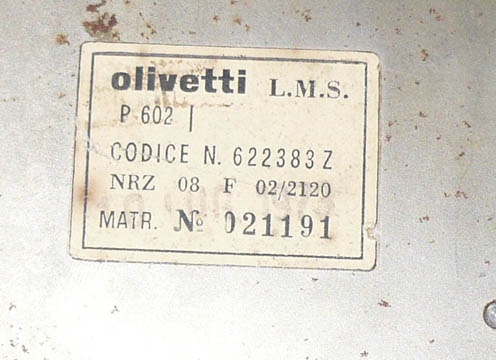 olivetti L.M.S.
P 602 |
CODICE N. 622383 Z
NRZ 08 F 02/2120
MATR. № 021191